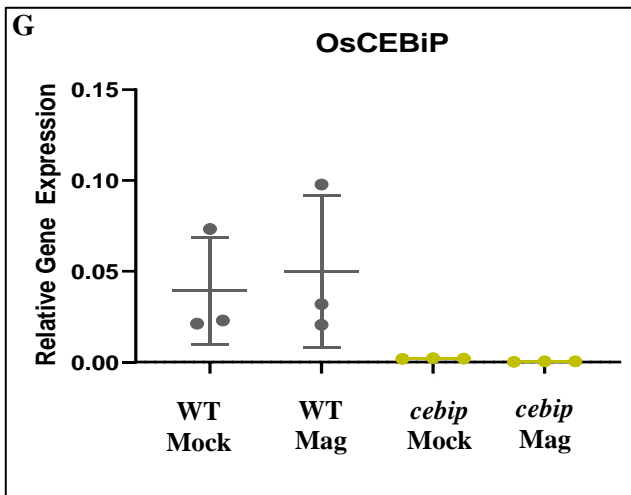 G
OsCEBiP
Relative Gene Expression
0.15
0.10
0.05
0.00
WT
Mock
WT
Mag
cebip
Mock
cebip
Mag